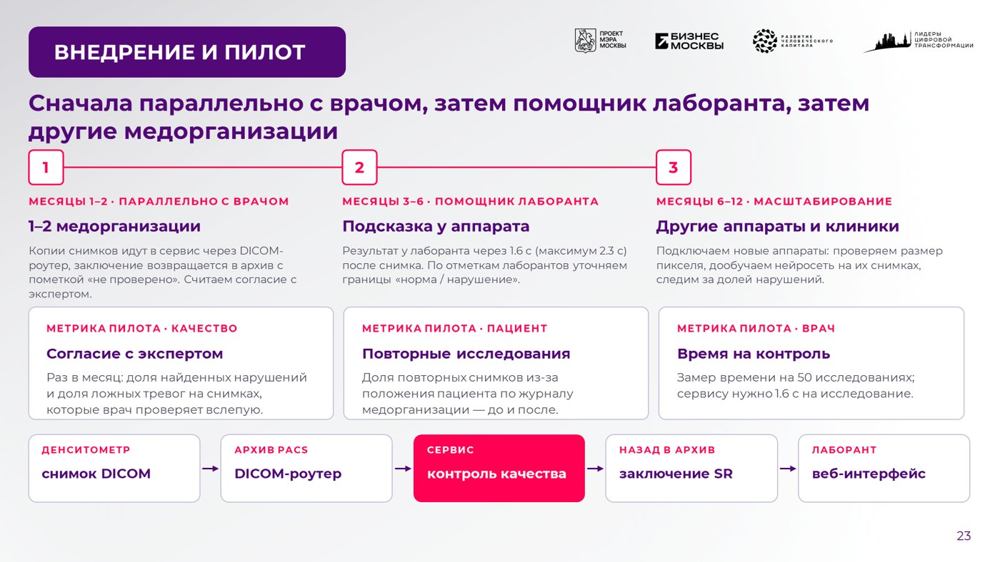 ВНЕДРЕНИЕ И ПИЛОТ
ПРОЕКТ
МЭРА
МОСКВЫ
БИЗНЕС
МОСКВЫ
РАЗВИТИЕ
ЧЕЛОВЕЧЕСКОГО
КАПИТАЛА
ЛИДЕРЫ
ЦИФРОВОЙ
ТРАНСФОРМАЦИИ
Сначала параллельно с врачом, затем помощник лаборанта, затем
другие медорганизации
1
МЕСЯЦЫ 1–2 · ПАРАЛЛЕЛЬНО С ВРАЧОМ
1–2 медорганизации
Копии снимков идут в сервис через DICOM-
роутер, заключение возвращается в архив с
пометкой «не проверено». Считаем согласие с
экспертом.
2
МЕСЯЦЫ 3–6 · ПОМОЩНИК ЛАБОРАНТА
Подсказка у аппарата
Результат у лаборанта через 1.6 с (максимум 2.3 с)
после снимка. По отметкам лаборантов уточняем
границы «норма / нарушение».
3
МЕСЯЦЫ 6–12 · МАСШТАБИРОВАНИЕ
Другие аппараты и клиники
Подключаем новые аппараты: проверяем размер
пикселя, дообучаем нейросеть на их снимках,
следим за долей нарушений.
МЕТРИКА ПИЛОТА · КАЧЕСТВО
Согласие с экспертом
Раз в месяц: доля найденных нарушений
и доля ложных тревог на снимках,
которые врач проверяет вслепую.
МЕТРИКА ПИЛОТА · ПАЦИЕНТ
Повторные исследования
Доля повторных снимков из-за
положения пациента по журналу
медорганизации — до и после.
МЕТРИКА ПИЛОТА · ВРАЧ
Время на контроль
Замер времени на 50 исследованиях;
сервису нужно 1.6 с на исследование.
ДЕНСИТОМЕТР
снимок DICOM
АРХИВ PACS
DICOM-роутер
СЕРВИС
контроль качества
НАЗАД В АРХИВ
заключение SR
ЛАБОРАНТ
веб-интерфейс
23